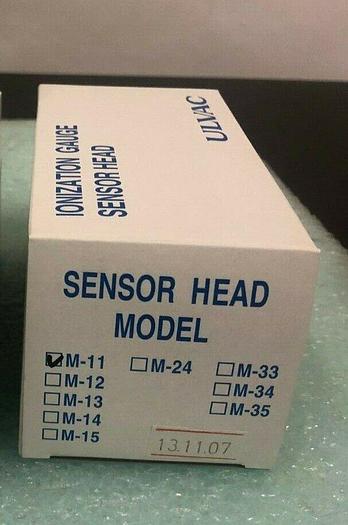 IONIZATION GAUGE
SENSOR HEAD
ULVAC
SENSOR HEAD
MODEL
M-11
M-12
M-13
M-14
M-15
M-24
M-33
M-34
M-35
13.11.07